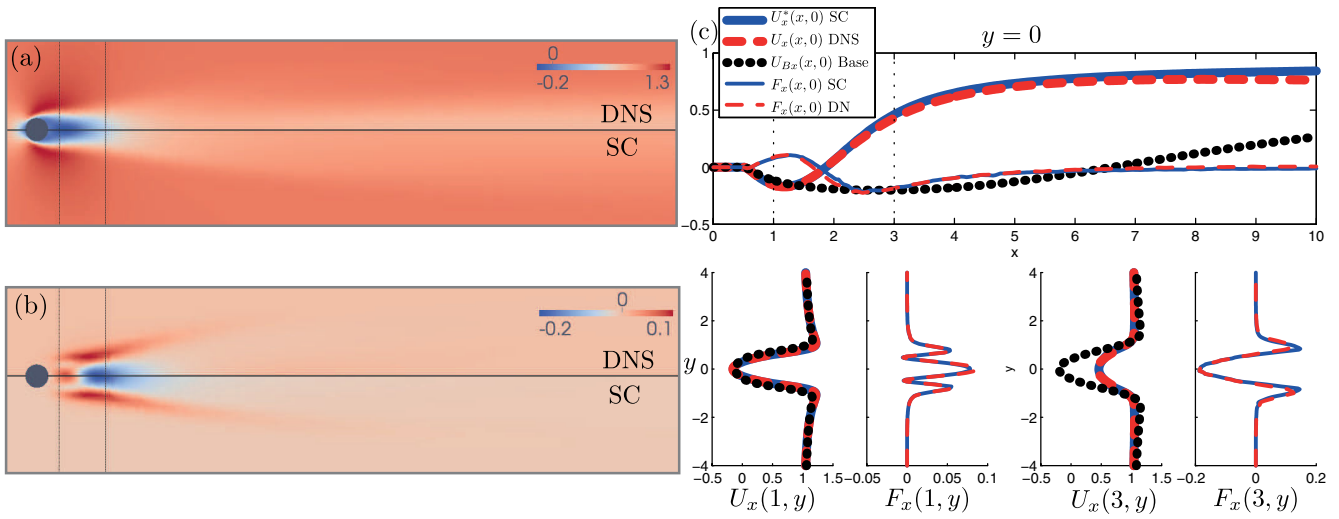 (a)
0
-0.2 1.3
DNS
SC
(b)
0
-0.2 0.1
DNS
SC
(c)
U*x(x, 0) SC
Ux(x, 0) DNS
UBx(x, 0) Base
Fx(x, 0) SC
Fx(x, 0) DN
y = 0
1
0.5
0
−0.5
0 1 2 3 4 5 6 7 8 9 10
x
4
2
y 0
−2
−4
−0.5 0 0.5 1 1.5
Ux(1, y)
−0.05 0 0.05 0.1
Fx(1, y)
4
2
y 0
−2
−4
−0.5 0 0.5 1 1.5
Ux(3, y)
−0.2 0 0.2
Fx(3, y)